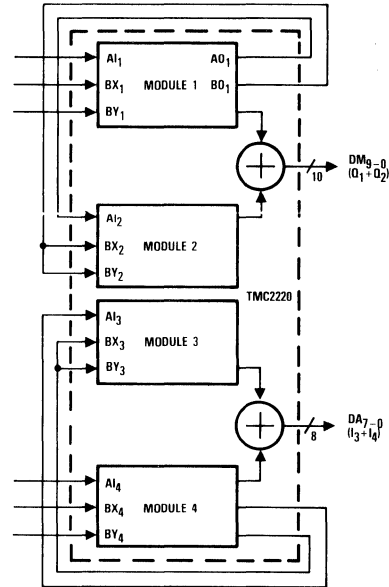 AI1 AO1
BX1 MODULE 1 BO1
BY1
DM9–0
10 (Q1+Q2)
AI2
BX2 MODULE 2
BY2
TMC2220
AI3
BX3 MODULE 3
BY3
DA7–0
8 (I3+I4)
AI4
BX4 MODULE 4
BY4